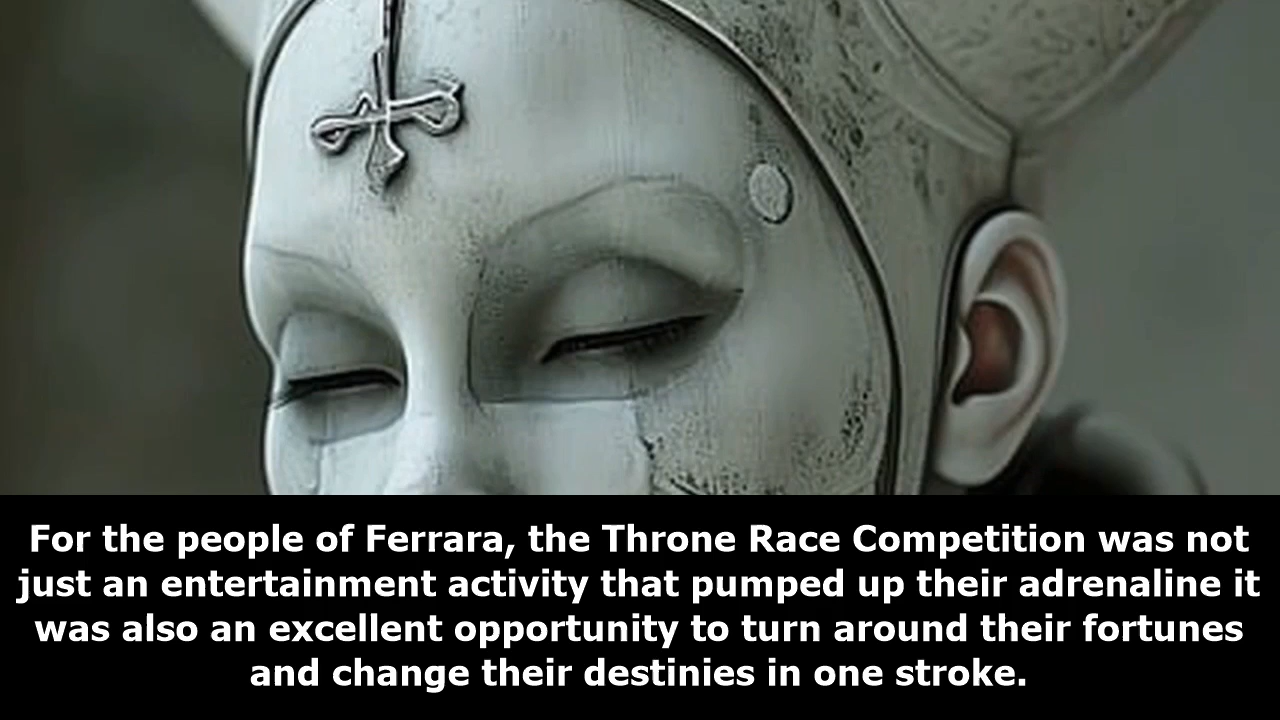 For the people of Ferrara, the Throne Race Competition was not
just an entertainment activity that pumped up their adrenaline it
was also an excellent opportunity to turn around their fortunes
and change their destinies in one stroke.